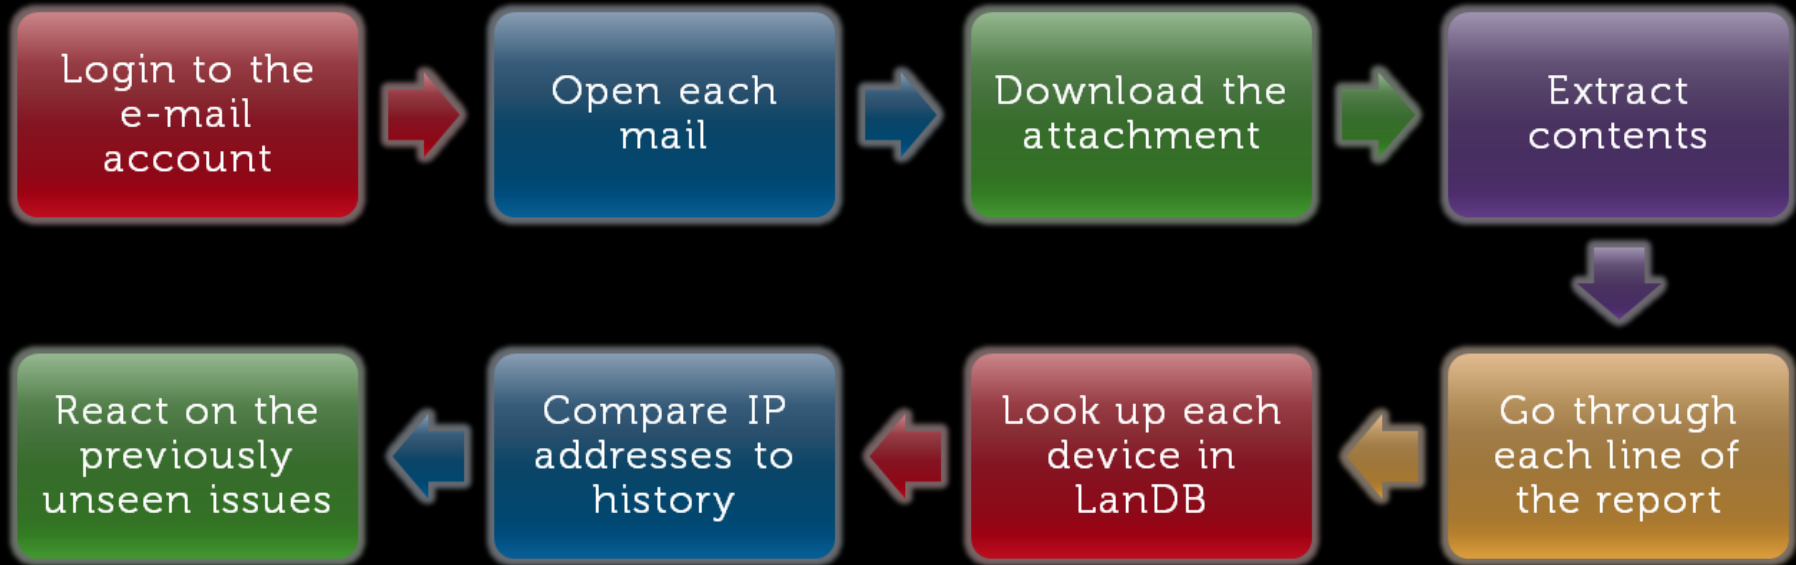 Login to the
e-mail
account
Open each
mail
Download the
attachment
Extract
contents
Go through
each line of
the report
Look up each
device in
LanDB
Compare IP
addresses to
history
React on the
previously
unseen issues